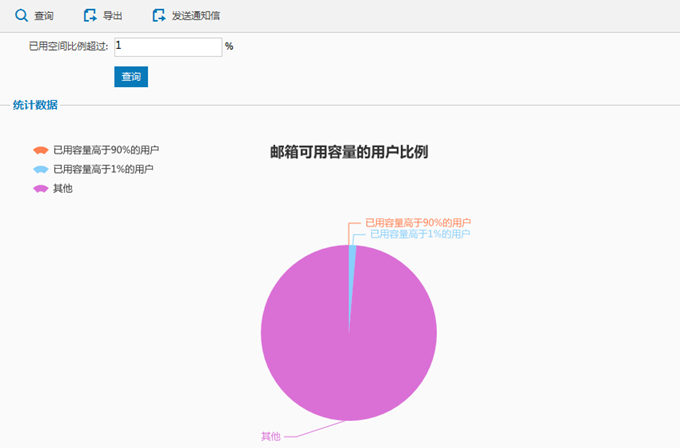 查询 导出 发送通知信
已用空间比例超过: 1 %
查询
统计数据
已用容量高于90%的用户
已用容量高于1%的用户
其他
邮箱可用容量的用户比例
已用容量高于90%的用户
已用容量高于1%的用户
其他